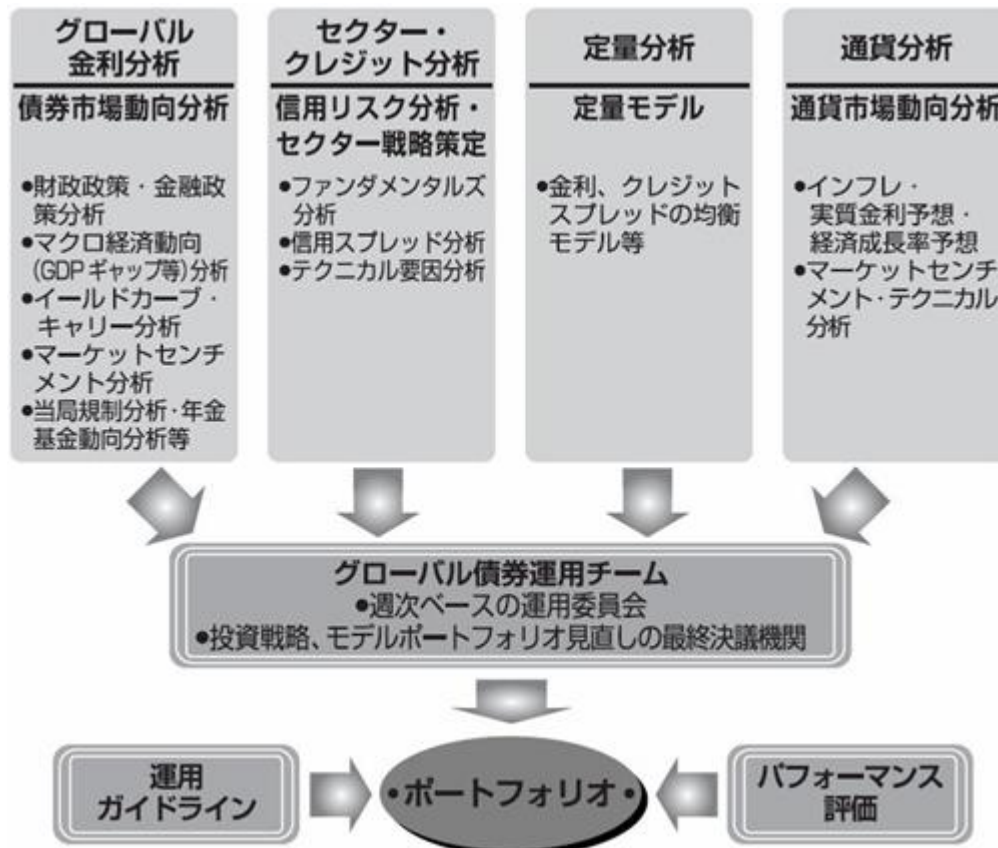 グローバル
金利分析
債券市場動向分析
●財政政策・金融政
策分析
●マクロ経済動向
(GDPギャップ等)分析
●イールドカーブ・
キャリー分析
●マーケットセンチ
メント分析
●当局規制分析・年金
基金動向分析等
セクター・
クレジット分析
信用リスク分析・
セクター戦略策定
●ファンダメンタルズ
分析
●信用スプレッド分析
●テクニカル要因分析
定量分析
定量モデル
●金利、クレジット
スプレッドの均衡
モデル等
通貨分析
通貨市場動向分析
●インフレ・
実質金利予想・
経済成長率予想
●マーケットセンチ
メント・テクニカル
分析
グローバル債券運用チーム
●週次ベースの運用委員会
●投資戦略、モデルポートフォリオ見直しの最終決議機関
運用
ガイドライン
・ポートフォリオ・
パフォーマンス
評価